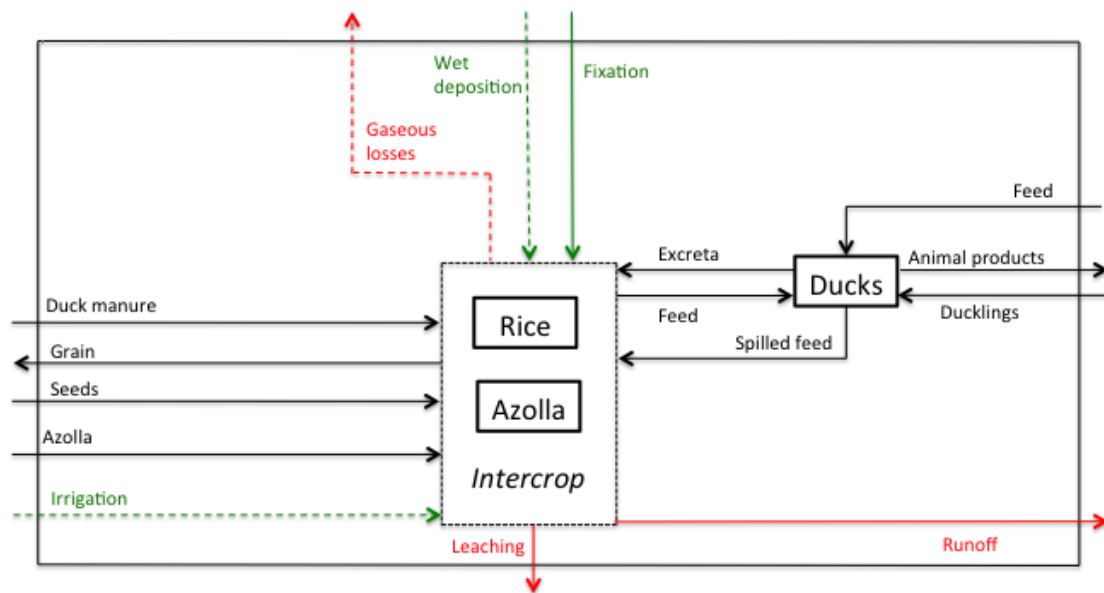 Wet
deposition
Fixation
Gaseous
losses
Feed
Excreta
Animal products
Ducks
Duck manure
Rice
Feed
Ducklings
Grain
Spilled feed
Seeds
Azolla
Azolla
Intercrop
Irrigation
Leaching
Runoff